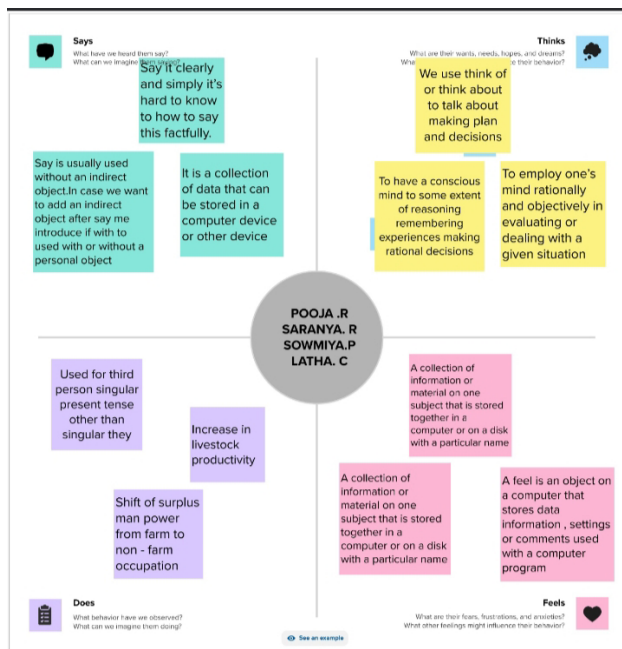 Says
What have we heard them say?
What can we imagine them saying?
Say it clearly
and simply it's
hard to know
to how to say
this factfully.
Say is usually used
without an indirect
object.In case we want
to add an indirect
object after say me
introduce if with to
used with or without a
personal object
It is a collection
of data that can
be stored in a
computer device
or other device
Thinks
What are their wants, needs, hopes, and dreams?
ce their behavior?
We use think of
or think about
to talk about
making plan
and decisions
To have a conscious
mind to some extent
of reasoning
remembering
experiences making
rational decisions
To employ one's
mind rationally
and objectively in
evaluating or
dealing with a
given situation
POOJA .R
SARANYA. R
SOWMIYA.P
LATHA. C
Used for third
person singular
present tense
other than
singular they
Increase in
livestock
productivity
Shift of surplus
man power
from farm to
non - farm
occupation
Does
What behavior have we observed?
What can we imagine them doing?
A collection of
information or
material on one
subject that is stored
together in a
computer or on a disk
with a particular name
A collection of
information or
material on one
subject that is stored
together in a
computer or on a disk
with a particular name
A feel is an object on
a computer that
stores data
information , settings
or comments used
with a computer
program
Feels
What are their fears, frustrations, and anxieties?
What other feelings might influence their behavior?
See an example